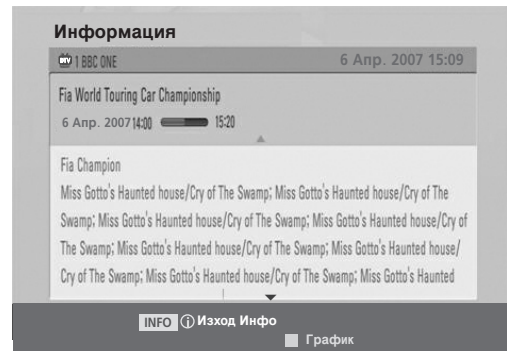 Информация
DTV 1 BBC ONE 6 Апр. 2007 15:09
Fia World Touring Car Championship
6 Апр. 2007 14:00 15:20
Fia Champion
Miss Gotto's Haunted house/Cry of The Swamp; Miss Gotto's Haunted house/Cry of The
Swamp; Miss Gotto's Haunted house/Cry of The Swamp; Miss Gotto's Haunted house/Cry of
The Swamp; Miss Gotto's Haunted house/Cry of The Swamp; Miss Gotto's Haunted house/
Cry of The Swamp; Miss Gotto's Haunted house/Cry of The Swamp; Miss Gotto's Haunted
INFO i Изход Инфо
График